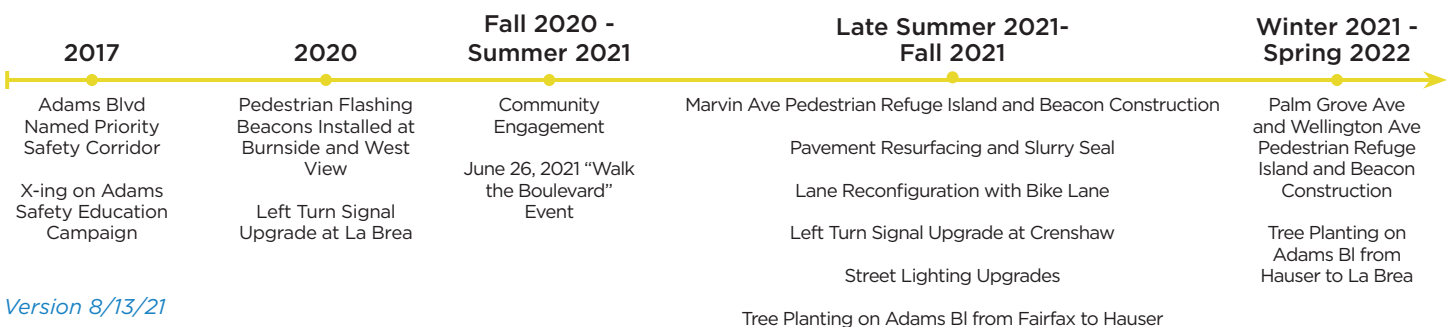 2017
Adams Blvd
Named Priority
Safety Corridor
X-ing on Adams
Safety Education
Campaign
2020
Pedestrian Flashing
Beacons Installed at
Burnside and West
View
Left Turn Signal
Upgrade at La Brea
Fall 2020 -
Summer 2021
Community
Engagement
June 26, 2021 “Walk
the Boulevard”
Event
Late Summer 2021-
Fall 2021
Marvin Ave Pedestrian Refuge Island and Beacon Construction
Pavement Resurfacing and Slurry Seal
Lane Reconfiguration with Bike Lane
Left Turn Signal Upgrade at Crenshaw
Street Lighting Upgrades
Tree Planting on Adams Bl from Fairfax to Hauser
Winter 2021 -
Spring 2022
Palm Grove Ave
and Wellington Ave
Pedestrian Refuge
Island and Beacon
Construction
Tree Planting on
Adams Bl from
Hauser to La Brea
Version 8/13/21